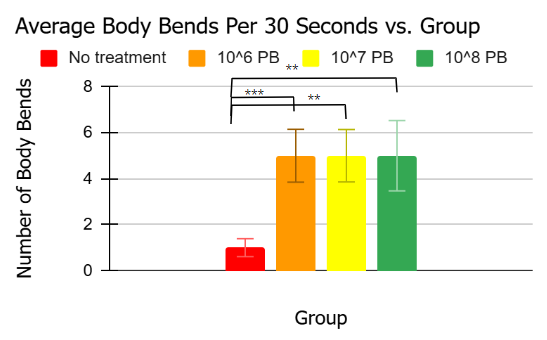 Average Body Bends Per 30 Seconds vs. Group
No treatment 10^6 PB 10^7 PB 10^8 PB
**
***
**
Number of Body Bends
8
6
4
2
0
Group